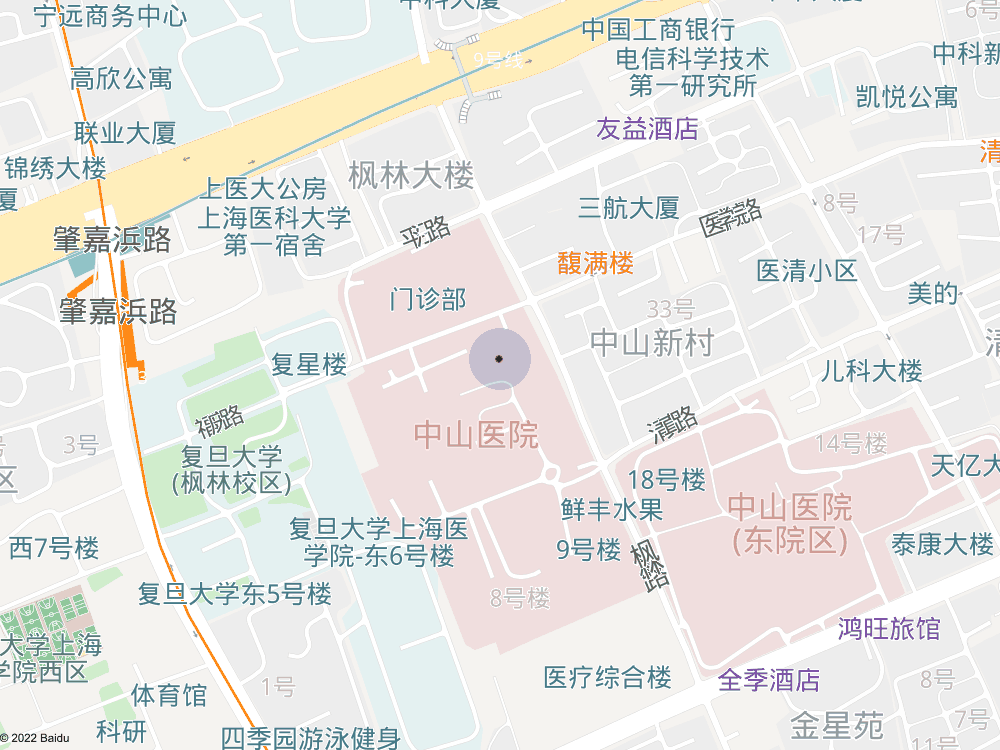 宁远商务中心
中科大厦
中国工商银行
9号线
电信科学技术
第一研究所
6号
中科新
高欣公寓
凯悦公寓
联业大厦
友益酒店
清
锦绣大楼
厦
枫林大楼
上医大公房
上海医科大学
第一宿舍
三航大厦
医学院路
8号
17号
平江路
肇嘉浜路
馥满楼
医清小区
美的
门诊部
33号
肇嘉浜路
中山新村
清
复星楼
儿科大楼
清真路
中山医院
3号
号
区
14号楼
复旦大学
(枫林校区)
天亿大
18号楼
鲜丰水果
中山医院
(东院区)
复旦大学上海医
学院-东6号楼
西7号楼
9号楼
枫林路
泰康大楼
复旦大学东5号楼
8号楼
鸿旺旅馆
大学上海
学院西区
医疗综合楼
全季酒店
1号
体育馆
8号
科研
四季园游泳健身
金星苑
7号
11号
© 2022 Baidu